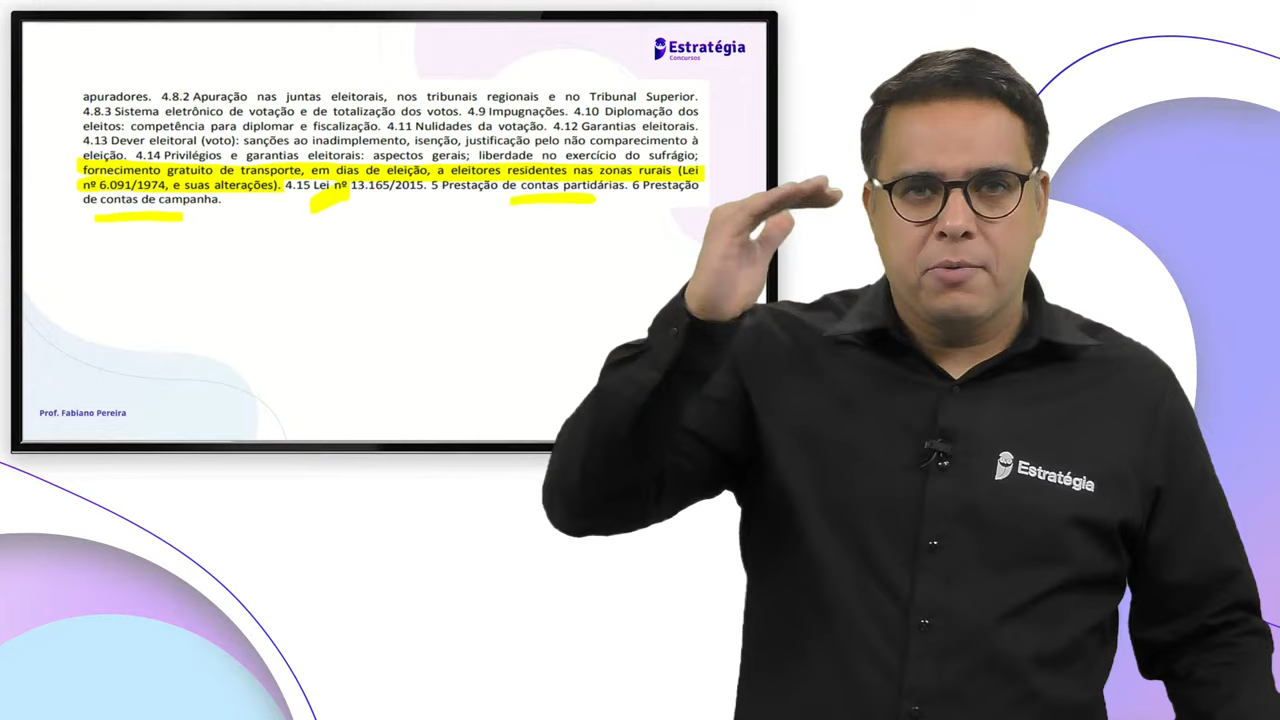 Estratégia
Concursos
apuradores. 4.8.2 Apuração nas juntas eleitorais, nos tribunais regionais e no Tribunal Superior.
4.8.3 Sistema eletrônico de votação e de totalização dos votos. 4.9 Impugnações. 4.10 Diplomação dos
eleitos: competência para diplomar e fiscalização. 4.11 Nulidades da votação. 4.12 Garantias eleitorais.
4.13 Dever eleitoral (voto): sanções ao inadimplemento, isenção, justificação pelo não comparecimento à
eleição. 4.14 Privilégios e garantias eleitorais: aspectos gerais; liberdade no exercício do sufrágio;
fornecimento gratuito de transporte, em dias de eleição, a eleitores residentes nas zonas rurais (Lei
nº 6.091/1974, e suas alterações). 4.15 Lei nº 13.165/2015. 5 Prestação de contas partidárias. 6 Prestação
de contas de campanha.
Prof. Fabiano Pereira
Estratégia